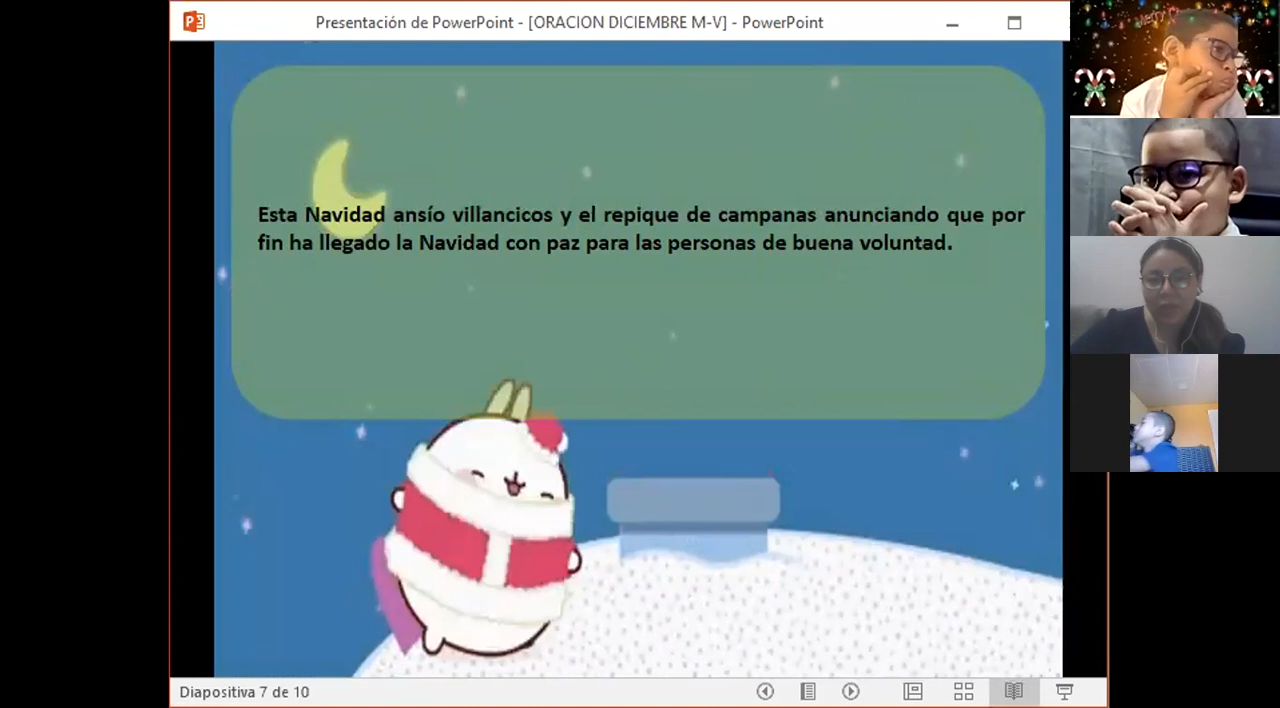 Presentación de PowerPoint - [ORACION DICIEMBRE M-V] - PowerPoint
Esta Navidad ansío villancicos y el repique de campanas anunciando que por
fin ha llegado la Navidad con paz para las personas de buena voluntad.
Diapositiva 7 de 10